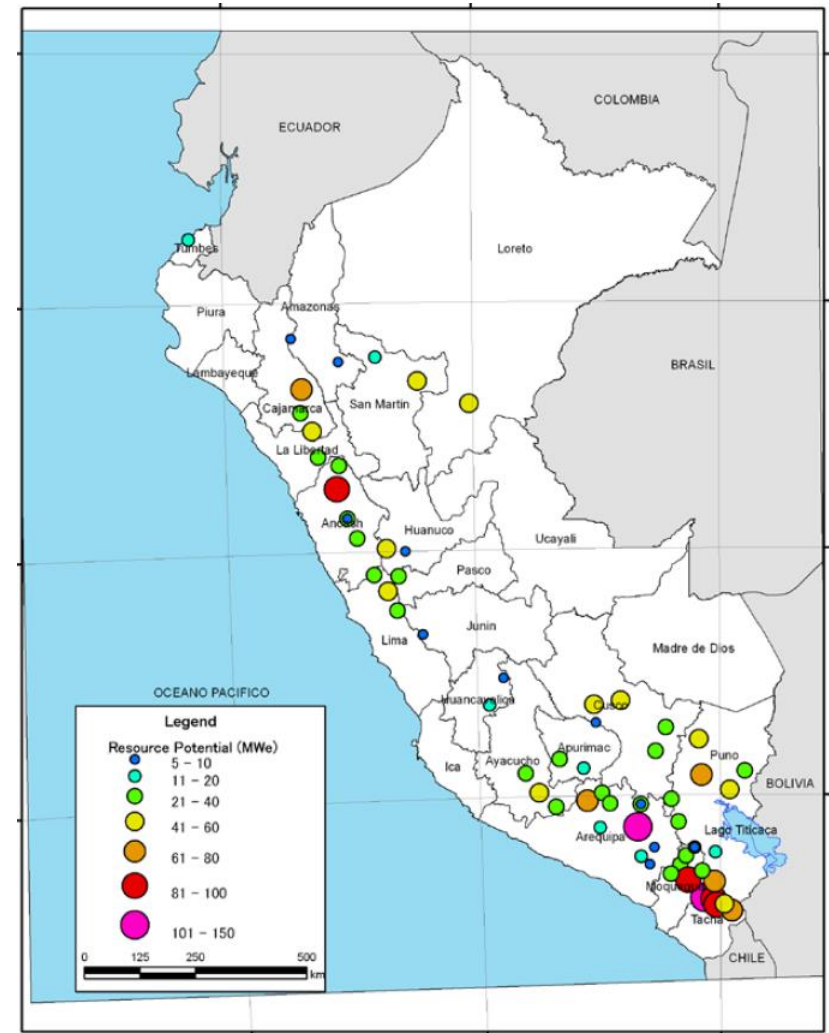 COLOMBIA
ECUADOR
Tumbes
Loreto
Piura
Amazonas
Lambayeque
BRASIL
Cajamarca
San Martin
La Libertad
Ancash
Huanuco
Ucayali
Pasco
Junin
Lima
Madre de Dios
OCEANO PACIFICO
Huancavelica
Cusco
Ica
Ayacucho
Apurimac
Puno
BOLIVIA
Arequipa
Lago Titicaca
Moquegua
Tacna
CHILE
Legend
Resource Potential (MWe)
5 - 10
11 - 20
21 - 40
41 - 60
61 - 80
81 - 100
101 - 150
0 125 250 500
km